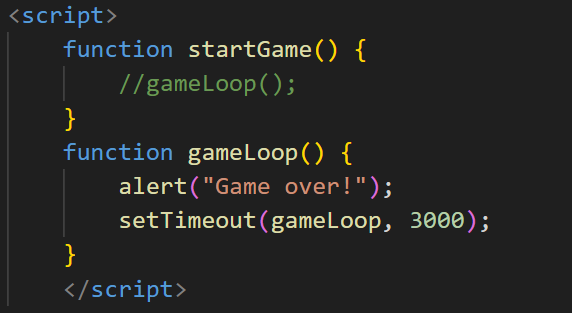 <script>
    function startGame() {
        //gameLoop();
    }
    function gameLoop() {
        alert("Game over!");
        setTimeout(gameLoop, 3000);
    }
    </script>